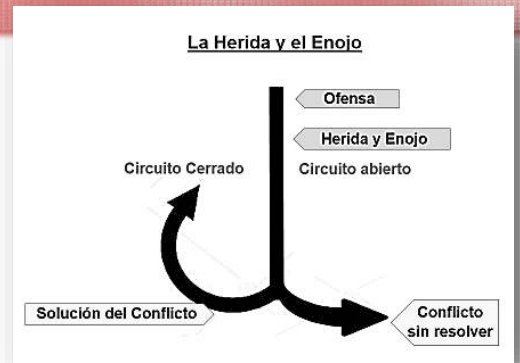 La Herida y el Enojo
Ofensa
Herida y Enojo
Circuito Cerrado
Circuito abierto
Solución del Conflicto
Conflicto
sin resolver